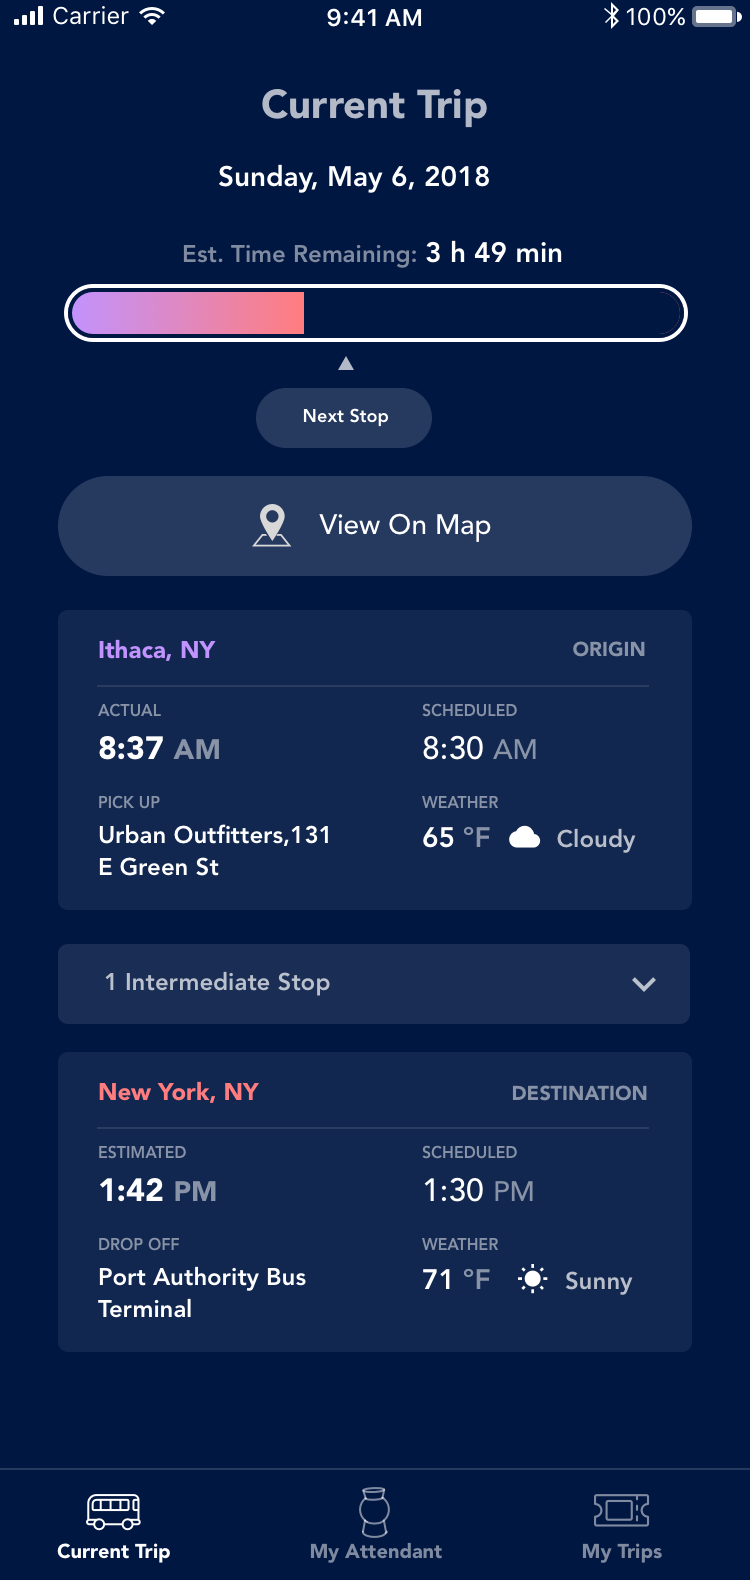 Carrier 9:41 AM 100%
Current Trip
Sunday, May 6, 2018
Est. Time Remaining: 3 h 49 min
Next Stop
View On Map
Ithaca, NY ORIGIN
ACTUAL SCHEDULED
8:37 AM 8:30 AM
PICK UP WEATHER
Urban Outfitters,131 65 °F Cloudy
E Green St
1 Intermediate Stop
New York, NY DESTINATION
ESTIMATED SCHEDULED
1:42 PM 1:30 PM
DROP OFF WEATHER
Port Authority Bus 71 °F Sunny
Terminal
Current Trip My Attendant My Trips